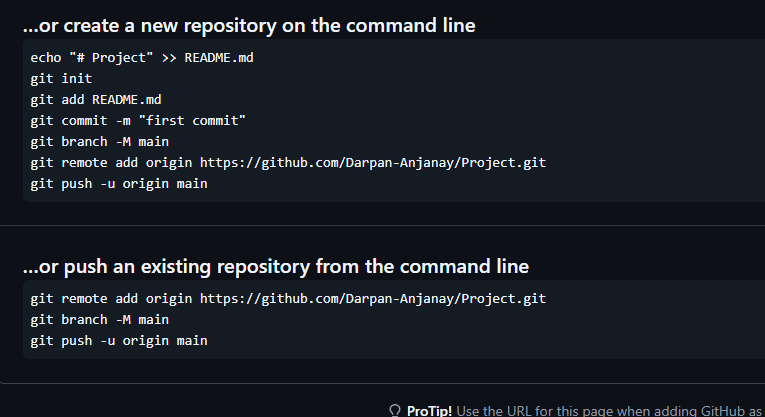 ...or create a new repository on the command line
echo "# Project" >> README.md
git init
git add README.md
git commit -m "first commit"
git branch -M main
git remote add origin https://github.com/Darpan-Anjanay/Project.git
git push -u origin main
...or push an existing repository from the command line
git remote add origin https://github.com/Darpan-Anjanay/Project.git
git branch -M main
git push -u origin main
ProTip! Use the URL for this page when adding GitHub as